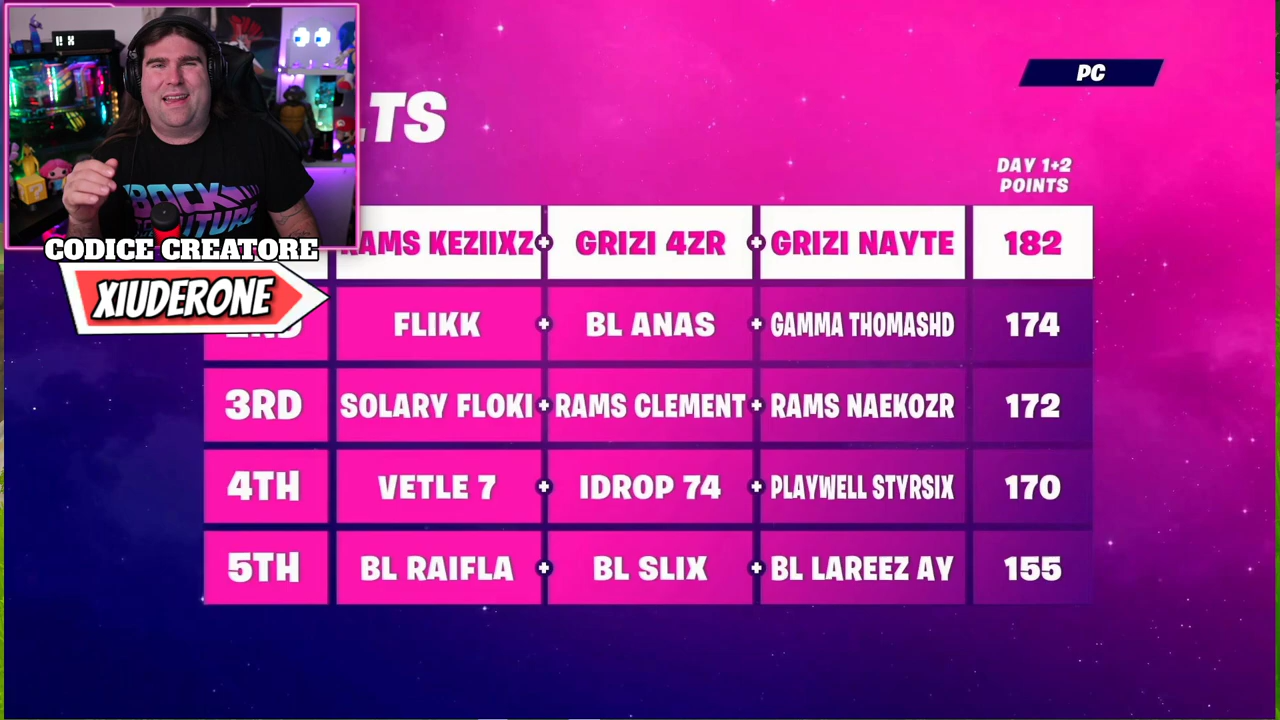 PC
LTS
DAY 1+2
POINTS
RAMS KEZIIXZ + GRIZI 4ZR + GRIZI NAYTE 182
CODICE CREATORE
XIUDERONE
2ND FLIKK + BL ANAS + GAMMA THOMASHD 174
3RD SOLARY FLOKI + RAMS CLEMENT + RAMS NAEKOZR 172
4TH VETLE 7 + IDROP 74 + PLAYWELL STYRSIX 170
5TH BL RAIFLA + BL SLIX + BL LAREEZ AY 155